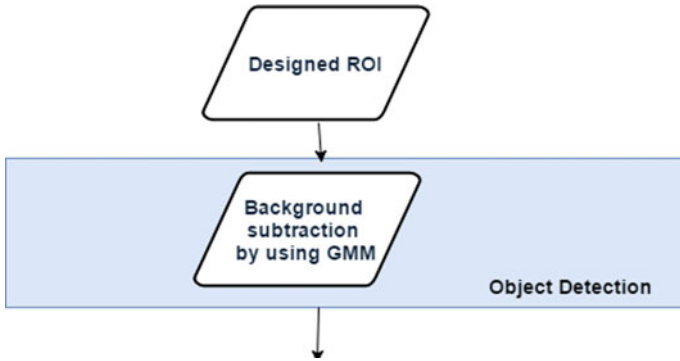 Designed ROI
Background
subtraction
by using GMM
Object Detection